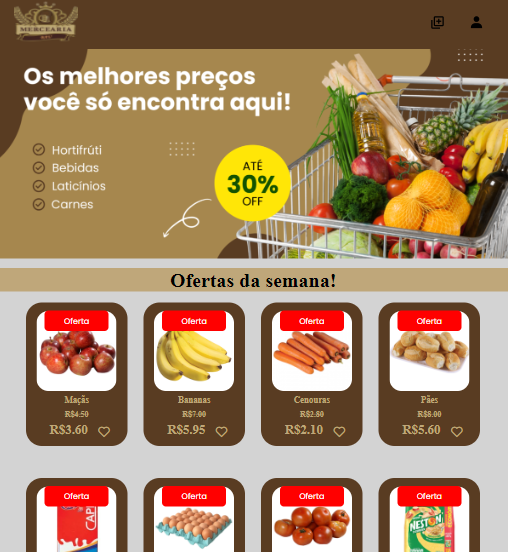 MERCEARIA
Os melhores preços
você só encontra aqui!
Hortifrúti
Bebidas
Laticínios
Carnes
ATÉ
30%
OFF
Ofertas da semana!
Oferta
Oferta
Oferta
Oferta
Maçãs
Bananas
Cenouras
Pães
R$4.50
R$7.00
R$2.80
R$8.00
R$3.60
R$5.95
R$2.10
R$5.60
Oferta
Oferta
Oferta
Oferta
NESTON